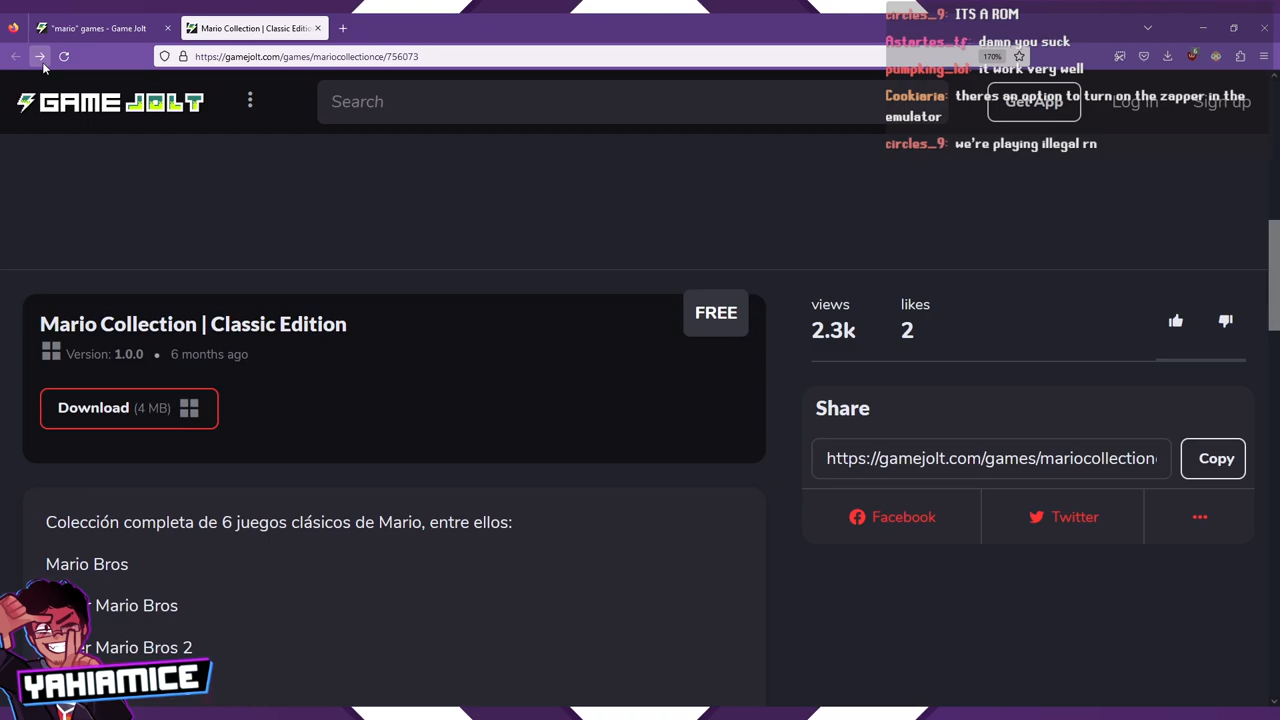 "mario" games - Game Jolt
Mario Collection | Classic Editio
https://gamejolt.com/games/mariocollectionce/756073
170%
GAME JOLT
Search
Get App
Log in
Sign up
circles_9: ITS A ROM
Astartes_tf: damn you suck
pumpking_lol: it work very well
Cookiaria: theres an option to turn on the zapper in the
emulator
circles_9: we're playing illegal rn
Mario Collection | Classic Edition
FREE
Version: 1.0.0 • 6 months ago
Download (4 MB)
views
2.3k
likes
2
Share
https://gamejolt.com/games/mariocollection
Copy
Facebook
Twitter
Colección completa de 6 juegos clásicos de Mario, entre ellos:
Mario Bros
r Mario Bros
er Mario Bros 2
YAHIAMICE